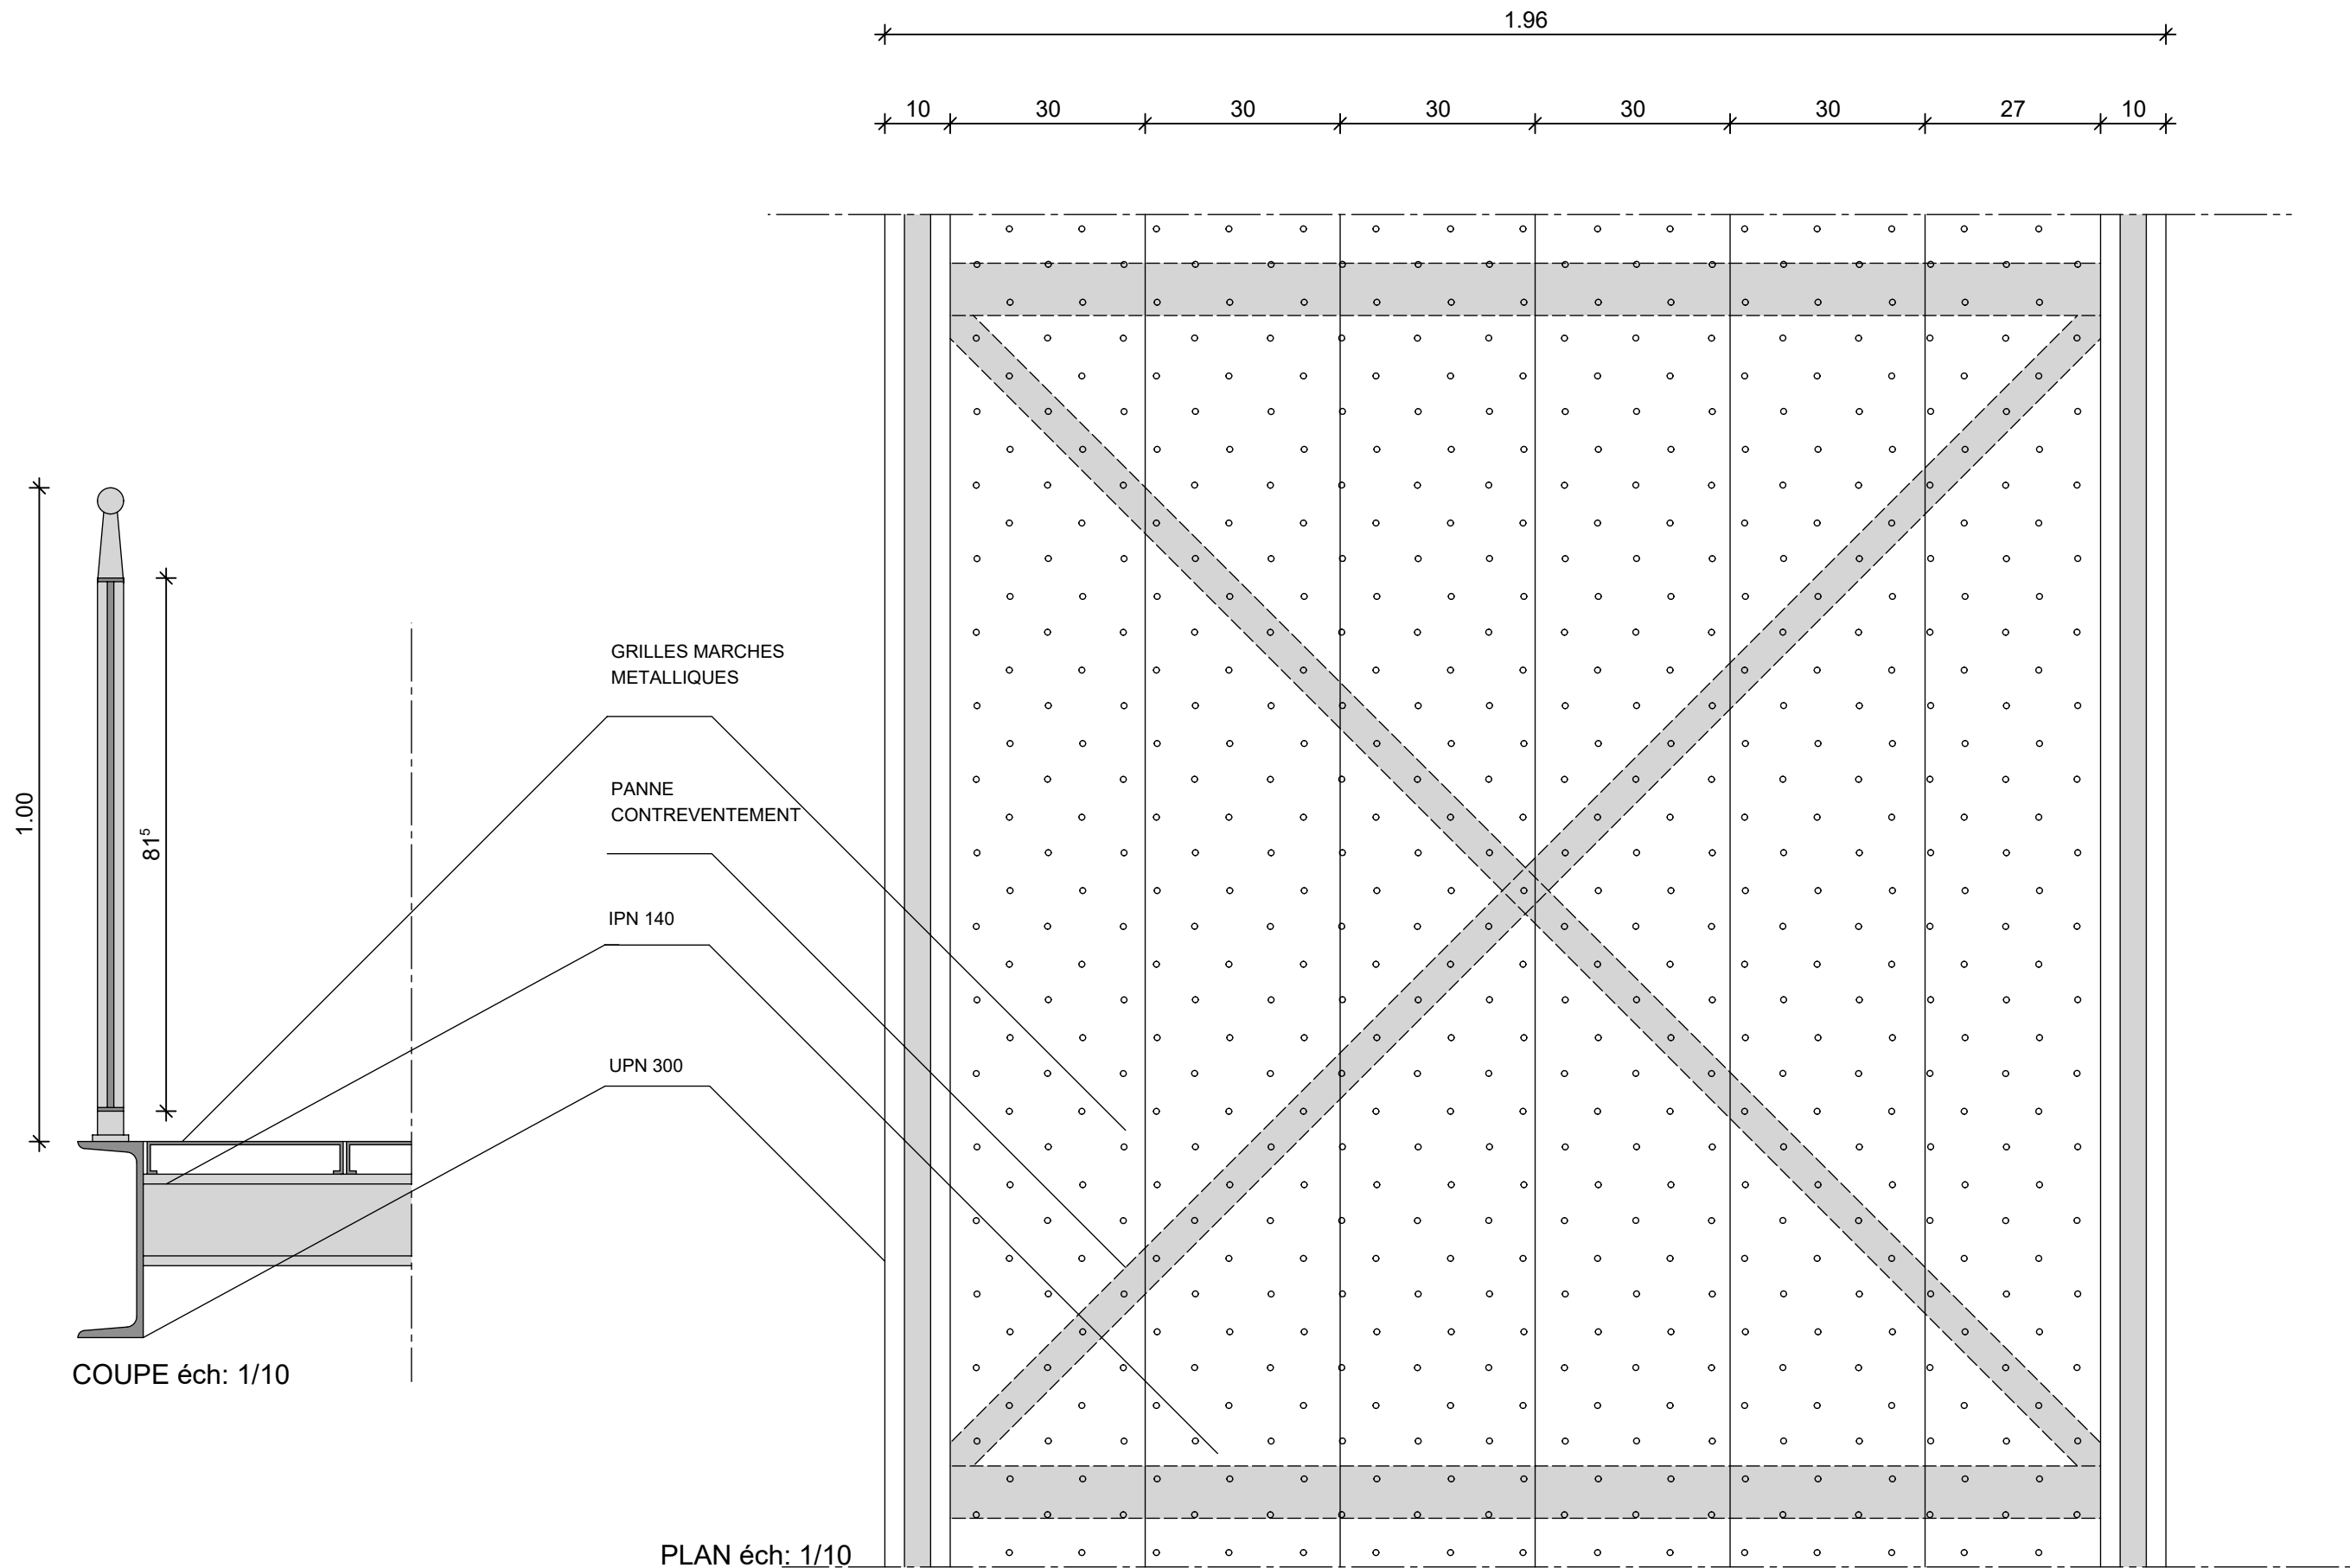 1.96
10 30 30 30 30 30 27 10
GRILLES MARCHES
METALLIQUES
PANNE
CONTREVENTEMENT
1.00
81⁵
IPN 140
UPN 300
COUPE éch: 1/10
PLAN éch: 1/10